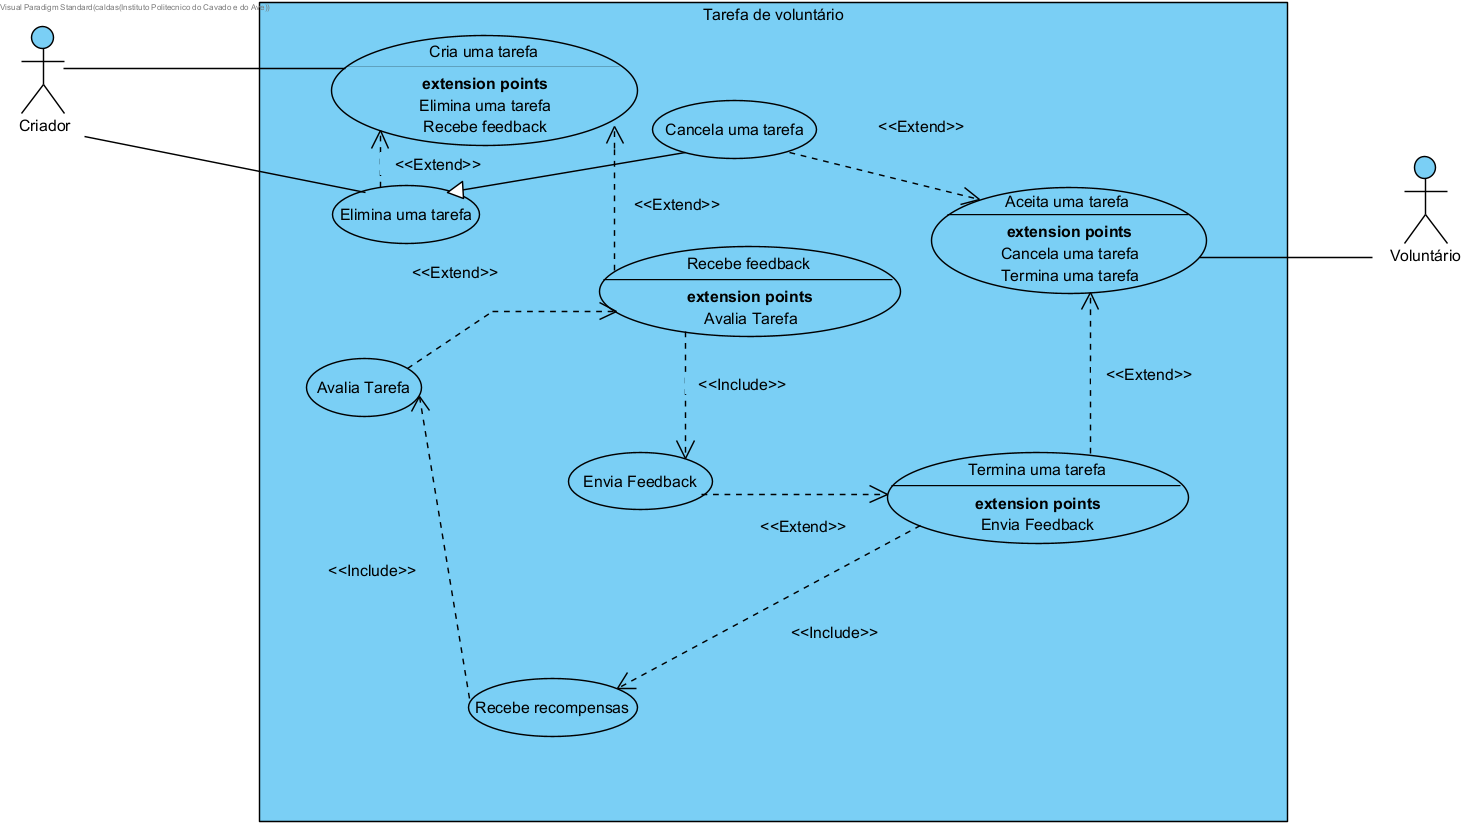 Visual Paradigm Standard(caldas(Instituto Politecnico do Cavado e do Ave))
Tarefa de voluntário
Cria uma tarefa
extension points
Elimina uma tarefa
Recebe feedback
Criador
Cancela uma tarefa
<<Extend>>
<<Extend>>
Elimina uma tarefa
<<Extend>>
Aceita uma tarefa
extension points
Cancela uma tarefa
Termina uma tarefa
Voluntário
<<Extend>>
Recebe feedback
extension points
Avalia Tarefa
Avalia Tarefa
<<Include>>
<<Extend>>
Envia Feedback
Termina uma tarefa
extension points
Envia Feedback
<<Extend>>
<<Include>>
<<Include>>
Recebe recompensas